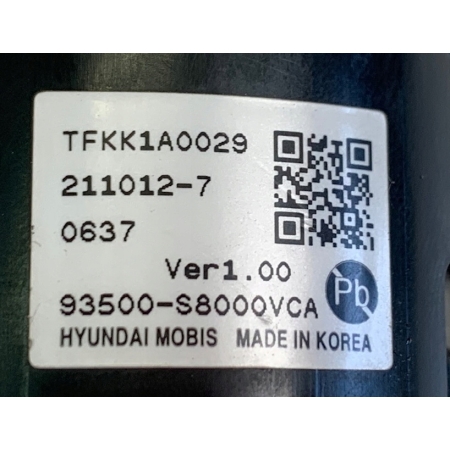 TFKK1A0029
211012-7
0637
Ver1.00
93500-S8000VCA
Pb
HYUNDAI MOBIS MADE IN KOREA